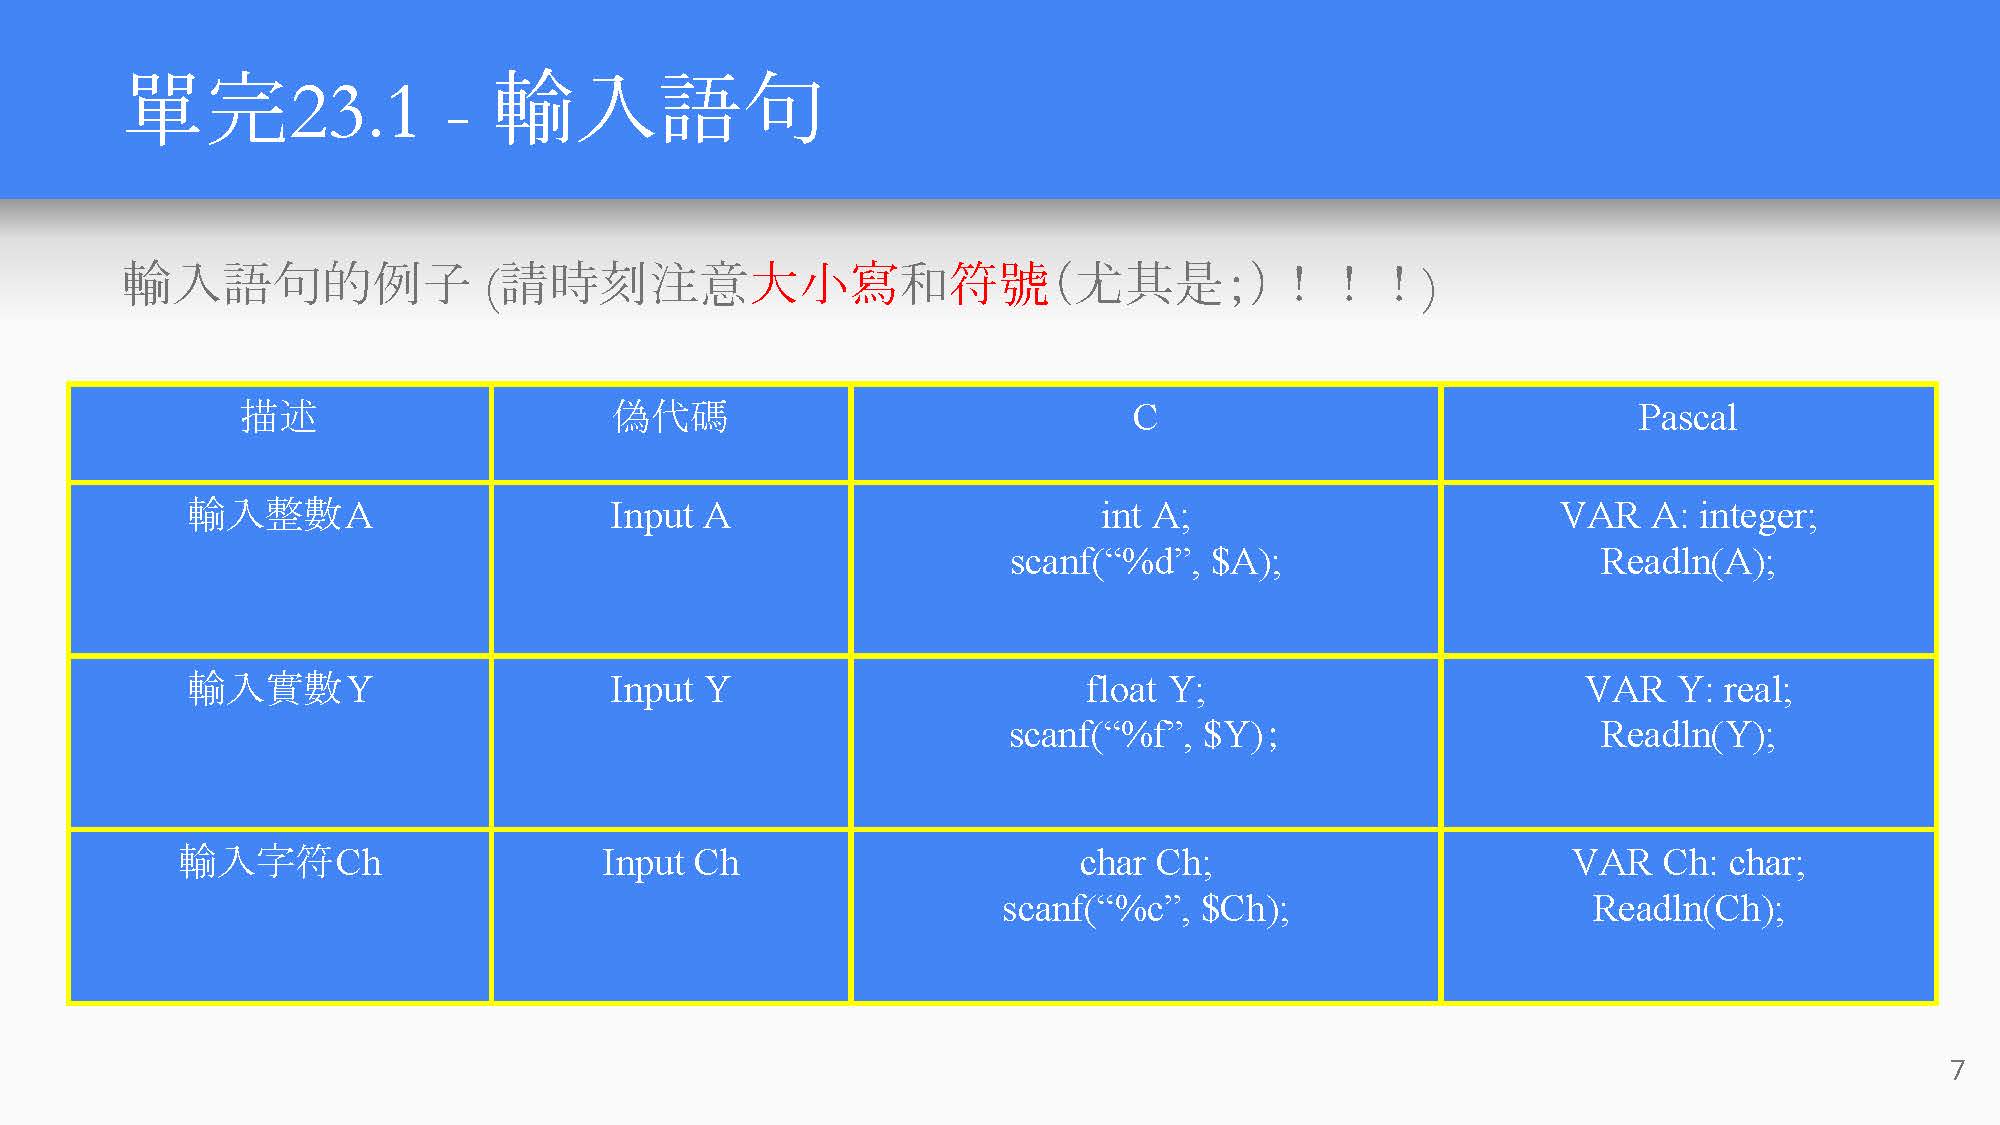 單完23.1 - 輸入語句
輸入語句的例子 (請時刻注意大小寫和符號（尤其是；）！！！)
描述
偽代碼
C
Pascal
輸入整數A
Input A
int A;
scanf(“%d”, $A);
VAR A: integer;
Readln(A);
輸入實數Y
Input Y
float Y;
scanf(“%f”, $Y)；
VAR Y: real;
Readln(Y);
輸入字符Ch
Input Ch
char Ch;
scanf(“%c”, $Ch);
VAR Ch: char;
Readln(Ch);
7